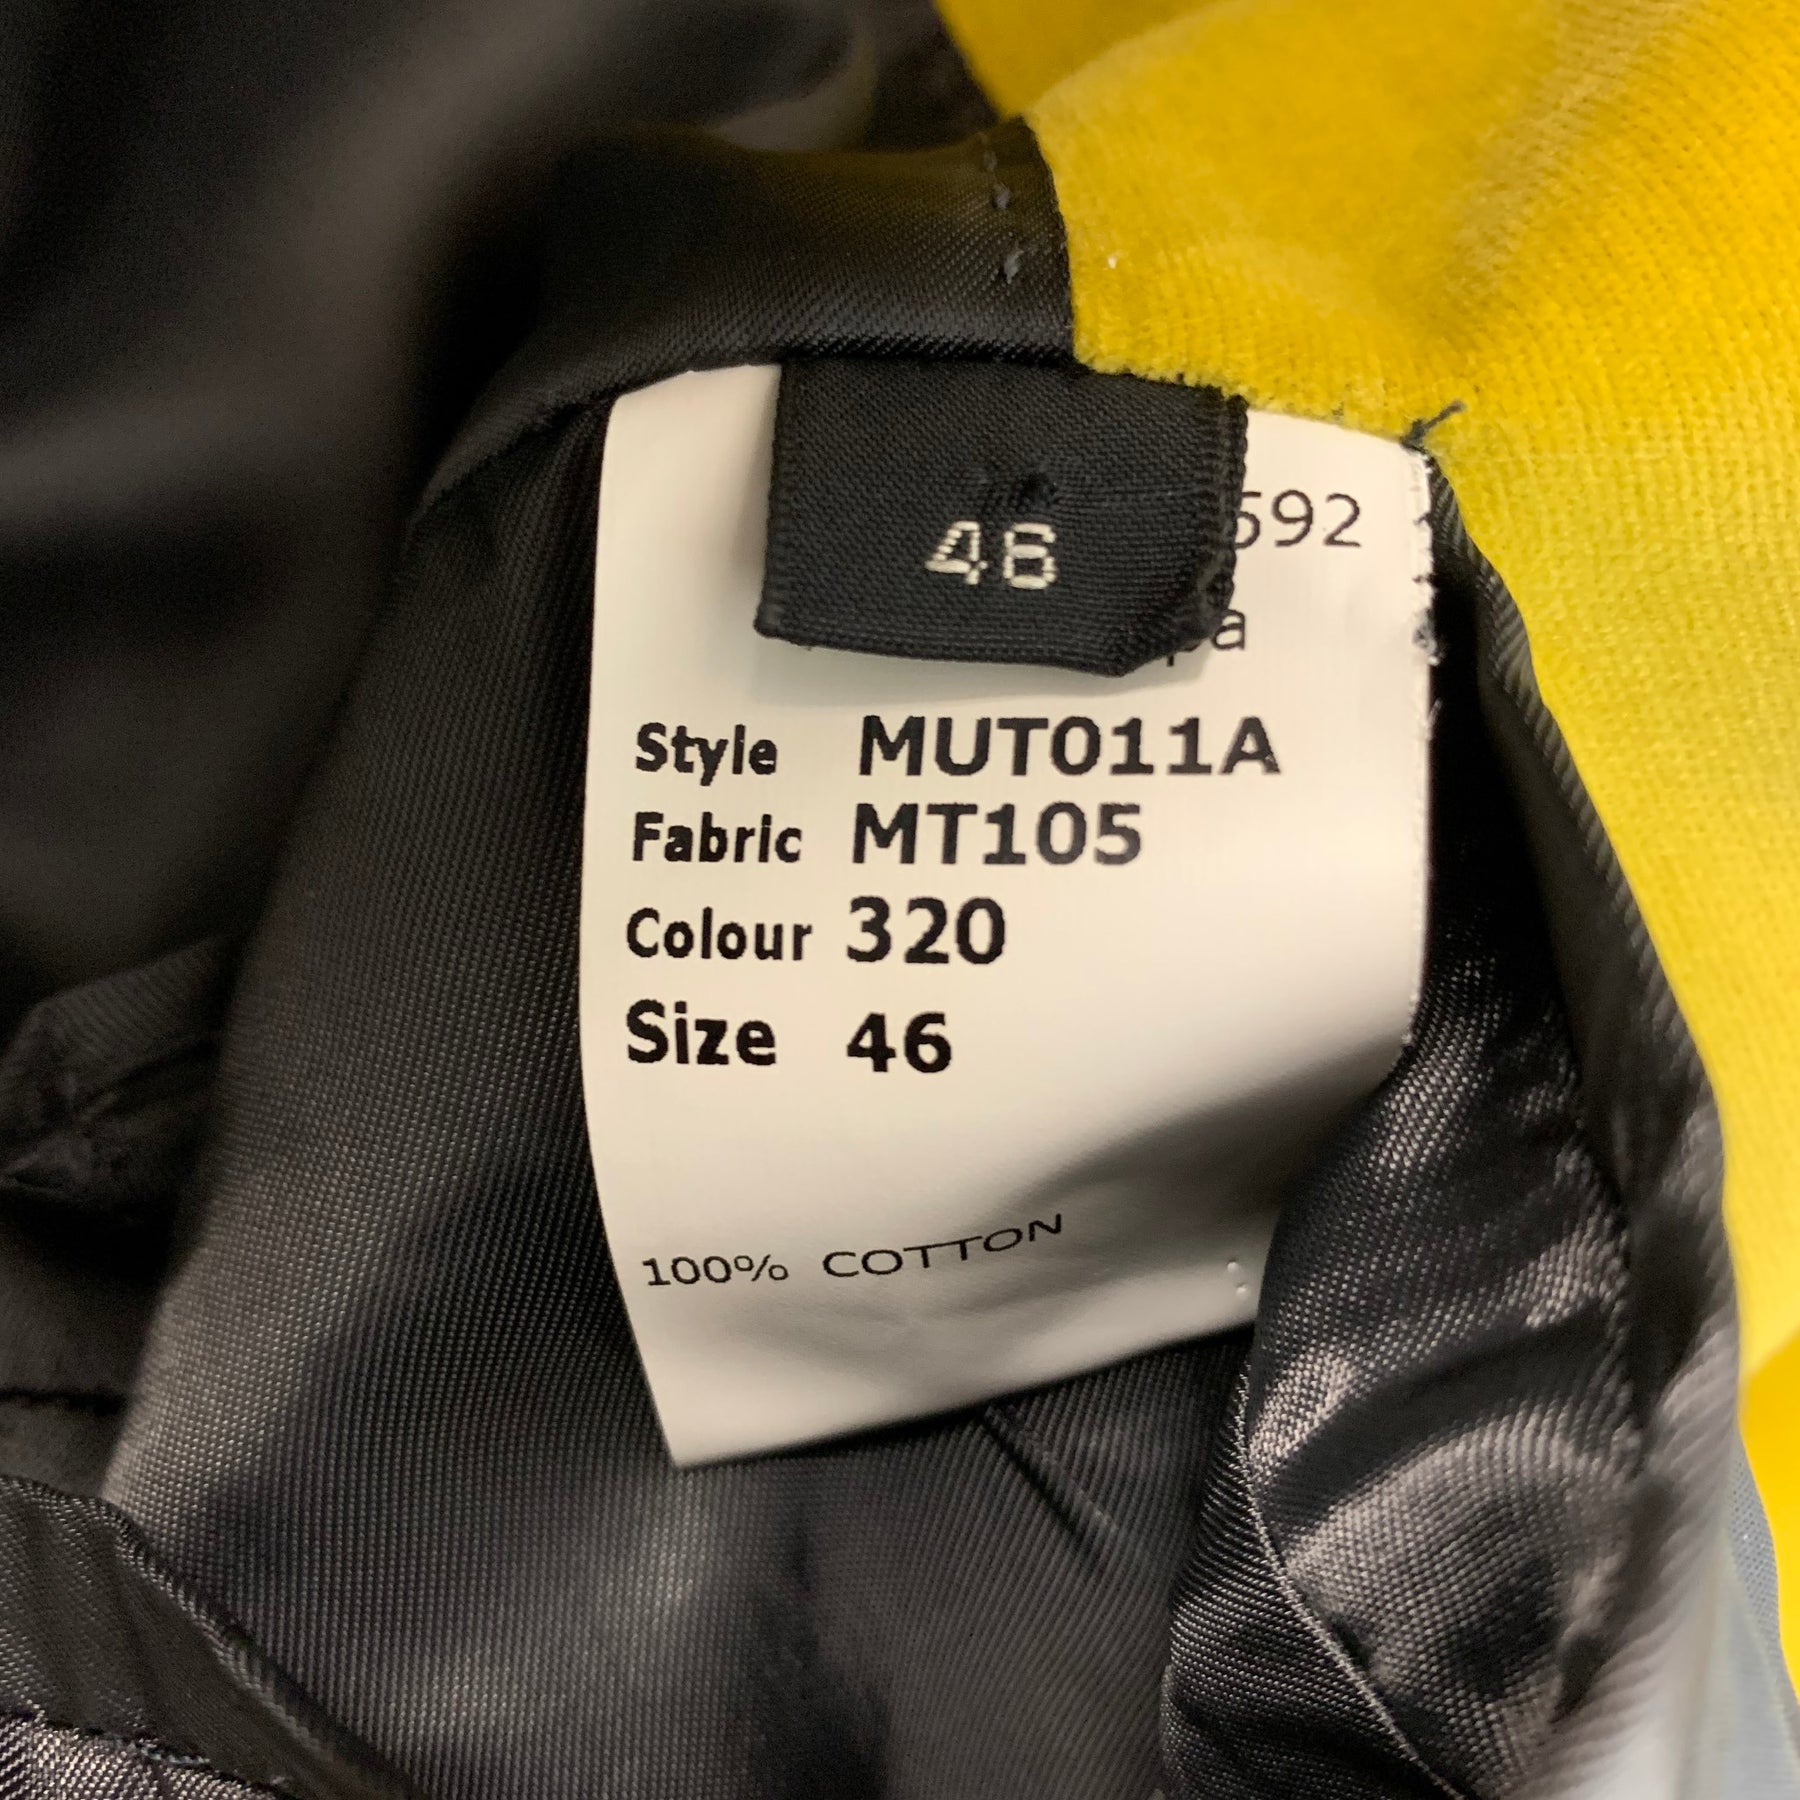 46
592
Style MUT011A
Fabric MT105
Colour 320
Size 46
100% COTTON